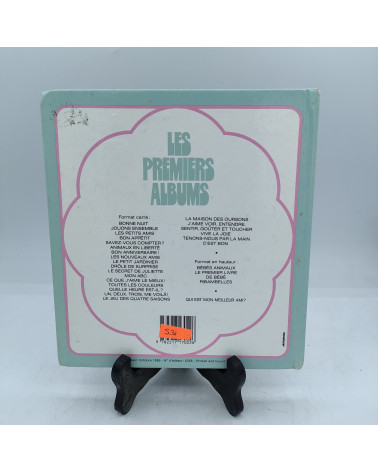 LES
PREMIERS
ALBUMS
Format carré :
BONNE NUIT
JOUONS ENSEMBLE
LES PETITS AMIS
BON APPÉTIT
SAVEZ-VOUS COMPTER?
ANIMAUX EN LIBERTÉ
BON ANNIVERSAIRE!
LES NOUVEAUX AMIS
LE PETIT JARDINIER
DRÔLE DE SURPRISE
LE SECRET DE JULIETTE
MON ABC
CE QUE J'AIME LE MIEUX!
TOUTES LES COULEURS
QUELLE HEURE EST-IL?
UN, DEUX, TROIS, ME VOILÀ!
LE JEU DES QUATRE SAISONS
LA MAISON DES OURSONS
J'AIME VOIR, ENTENDRE,
SENTIR, GOÛTER ET TOUCHER
VIVE LA JOIE
TENONS-NOUS PAR LA MAIN
C'EST BON
Format en hauteur :
BÉBÉS ANIMAUX
LE PREMIER LIVRE
DE BÉBÉ
RIBAMBELLES
QUI EST MON MEILLEUR AMI?